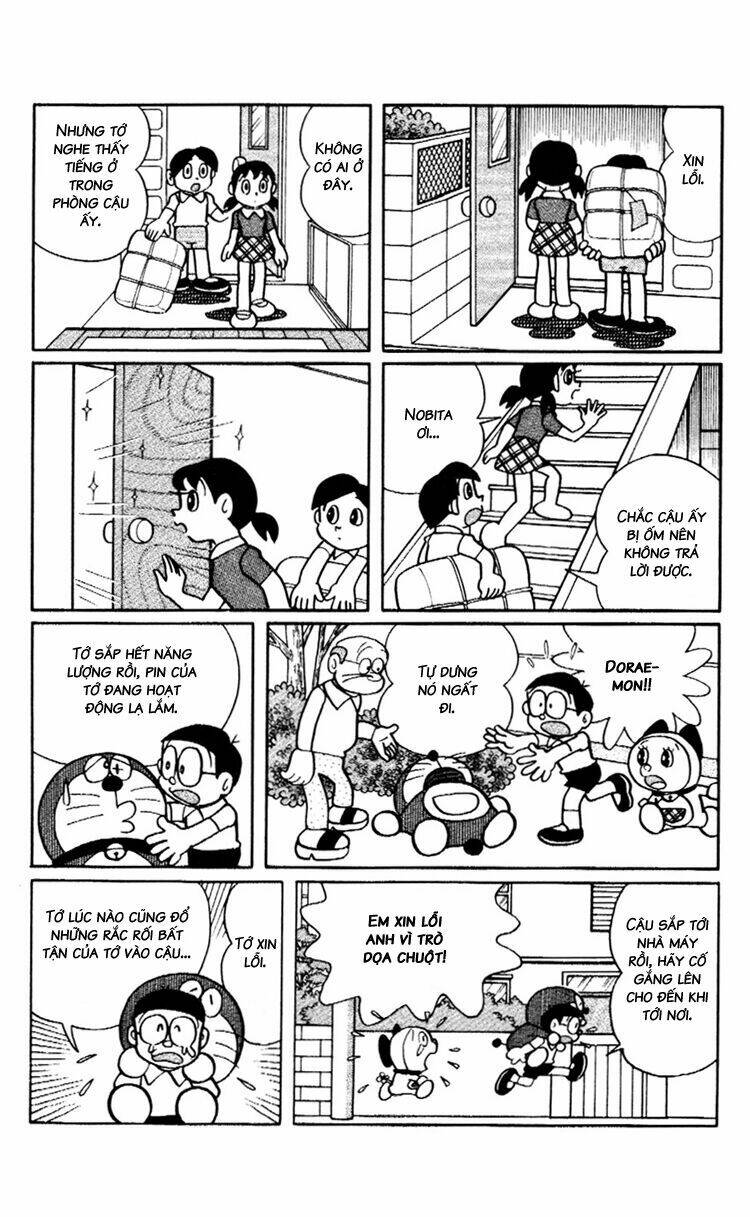 XIN
LỖI.
KHÔNG
CÓ AI Ở
ĐÂY.
NHƯNG TỚ
NGHE THẤY
TIẾNG Ở
TRONG
PHÒNG CẬU
ẤY.
NOBITA
ƠI...
CHẮC CẬU ẤY
BỊ ỐM NÊN
KHÔNG TRẢ
LỜI ĐƯỢC.
DORAE-
MON!!
TỰ DƯNG
NÓ NGẤT
ĐI.
TỚ SẮP HẾT NĂNG
LƯỢNG RỒI, PIN CỦA
TỚ ĐANG HOẠT
ĐỘNG LẠ LẮM.
CẬU SẮP TỚI
NHÀ MÁY
RỒI, HÃY CỐ
GẮNG LÊN
CHO ĐẾN KHI
TỚI NƠI.
EM XIN LỖI
ANH VÌ TRÒ
DỌA CHUỘT!
TỚ XIN
LỖI.
TỚ LÚC NÀO CŨNG ĐỔ
NHỮNG RẮC RỐI BẤT
TẬN CỦA TỚ VÀO CẬU...